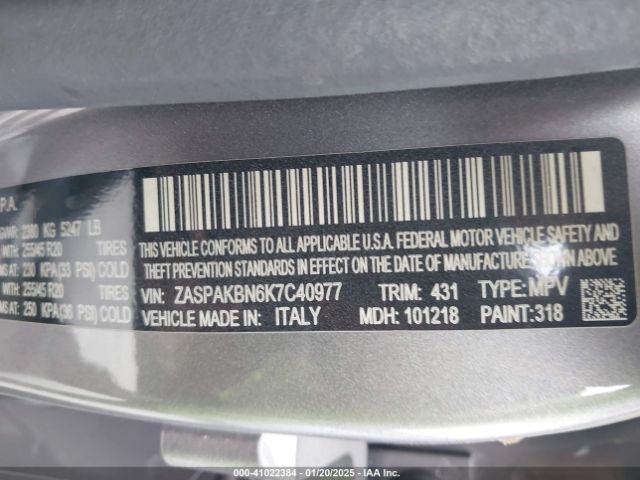 P.A.
GVWR: 2380 KG 5247 LB
WITH: 255/45 R20 TIRES
MS AT: 230 KPA(33 PSI) COLD
WITH: 255/45 R20 TIRES
MS AT: 250 KPA(36 PSI) COLD
THIS VEHICLE CONFORMS TO ALL APPLICABLE U.S.A. FEDERAL MOTOR VEHICLE SAFETY AND
THEFT PREVENTION STANDARDS IN EFFECT ON THE DATE OF MANUFACTURE SHOWN ABOVE
VIN: ZASPAKBN6K7C40977 TRIM: 431 TYPE: MPV
VEHICLE MADE IN: ITALY MDH: 101218 PAINT:318
000-41022384 - 01/20/2025 - IAA Inc.